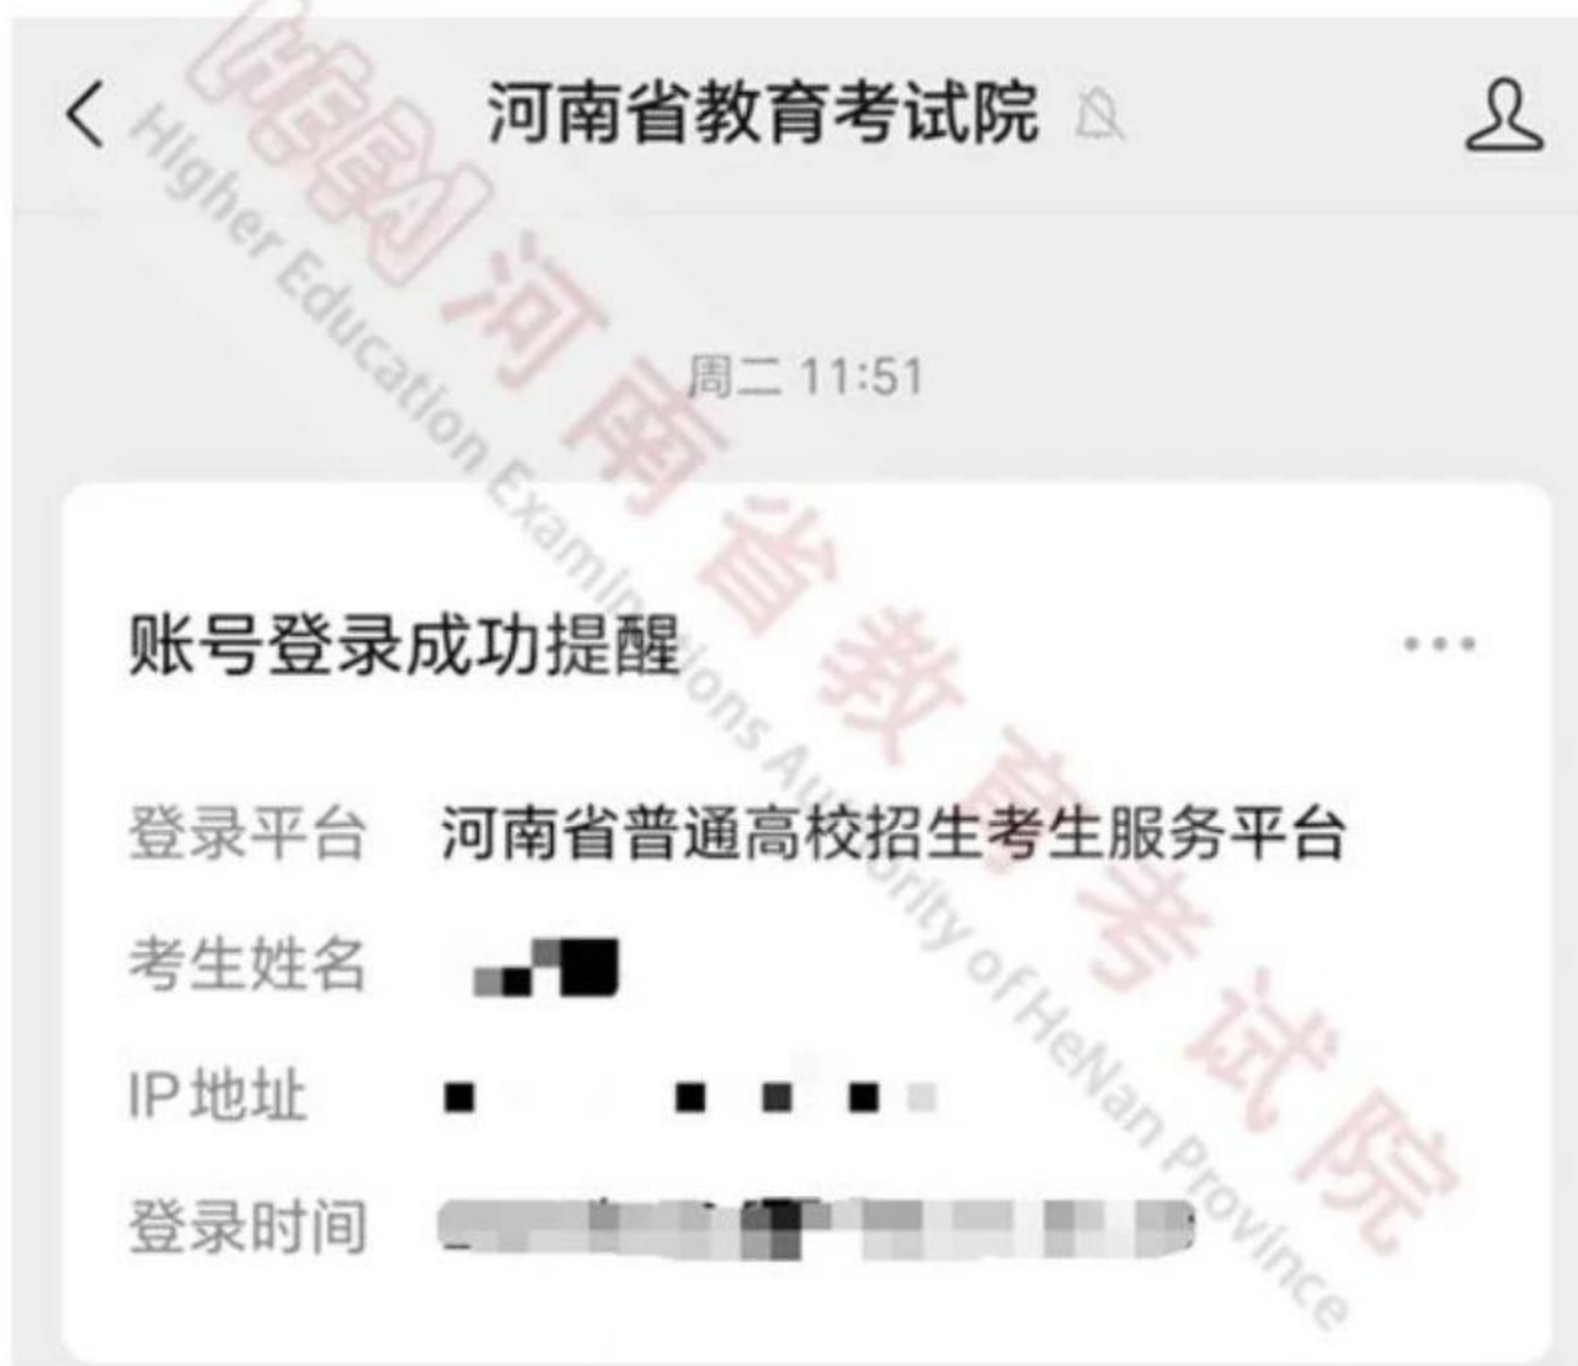 河南省教育考试院
周二 11:51
账号登录成功提醒
登录平台 河南省普通高校招生考生服务平台
考生姓名
IP地址
登录时间
HEEA 河南省教育考试院
Higher Education Examinations Authority of HeNan Province